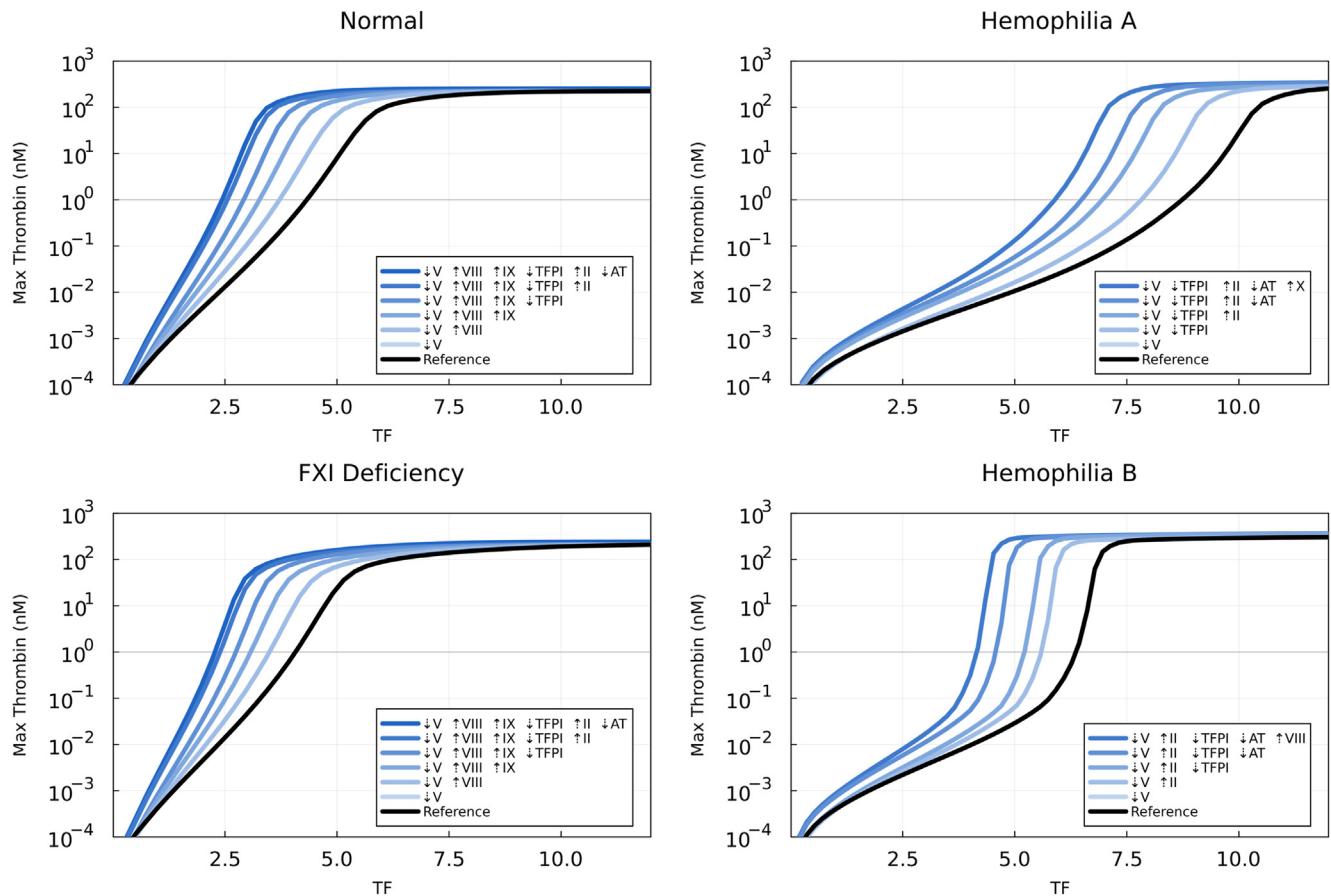 Normal
10^3
10^2
10^1
10^0
10^-1
10^-2
10^-3
10^-4
Max Thrombin (nM)
↓V ↑VIII ↑IX ↓TFPI ↑II ↓AT
↓V ↑VIII ↑IX ↓TFPI ↑II
↓V ↑VIII ↑IX ↓TFPI
↓V ↑VIII ↑IX
↓V ↑VIII
↓V
Reference
2.5 5.0 7.5 10.0
TF
Hemophilia A
10^3
10^2
10^1
10^0
10^-1
10^-2
10^-3
10^-4
Max Thrombin (nM)
↓V ↓TFPI ↑II ↓AT ↑X
↓V ↓TFPI ↑II ↓AT
↓V ↓TFPI ↑II
↓V ↓TFPI
↓V
Reference
2.5 5.0 7.5 10.0
TF
FXI Deficiency
10^3
10^2
10^1
10^0
10^-1
10^-2
10^-3
10^-4
Max Thrombin (nM)
↓V ↑VIII ↑IX ↓TFPI ↑II ↓AT
↓V ↑VIII ↑IX ↓TFPI ↑II
↓V ↑VIII ↑IX ↓TFPI
↓V ↑VIII ↑IX
↓V ↑VIII
↓V
Reference
2.5 5.0 7.5 10.0
TF
Hemophilia B
10^3
10^2
10^1
10^0
10^-1
10^-2
10^-3
10^-4
Max Thrombin (nM)
↓V ↑II ↓TFPI ↓AT ↑VIII
↓V ↑II ↓TFPI ↓AT
↓V ↑II ↓TFPI
↓V ↑II
↓V
Reference
2.5 5.0 7.5 10.0
TF